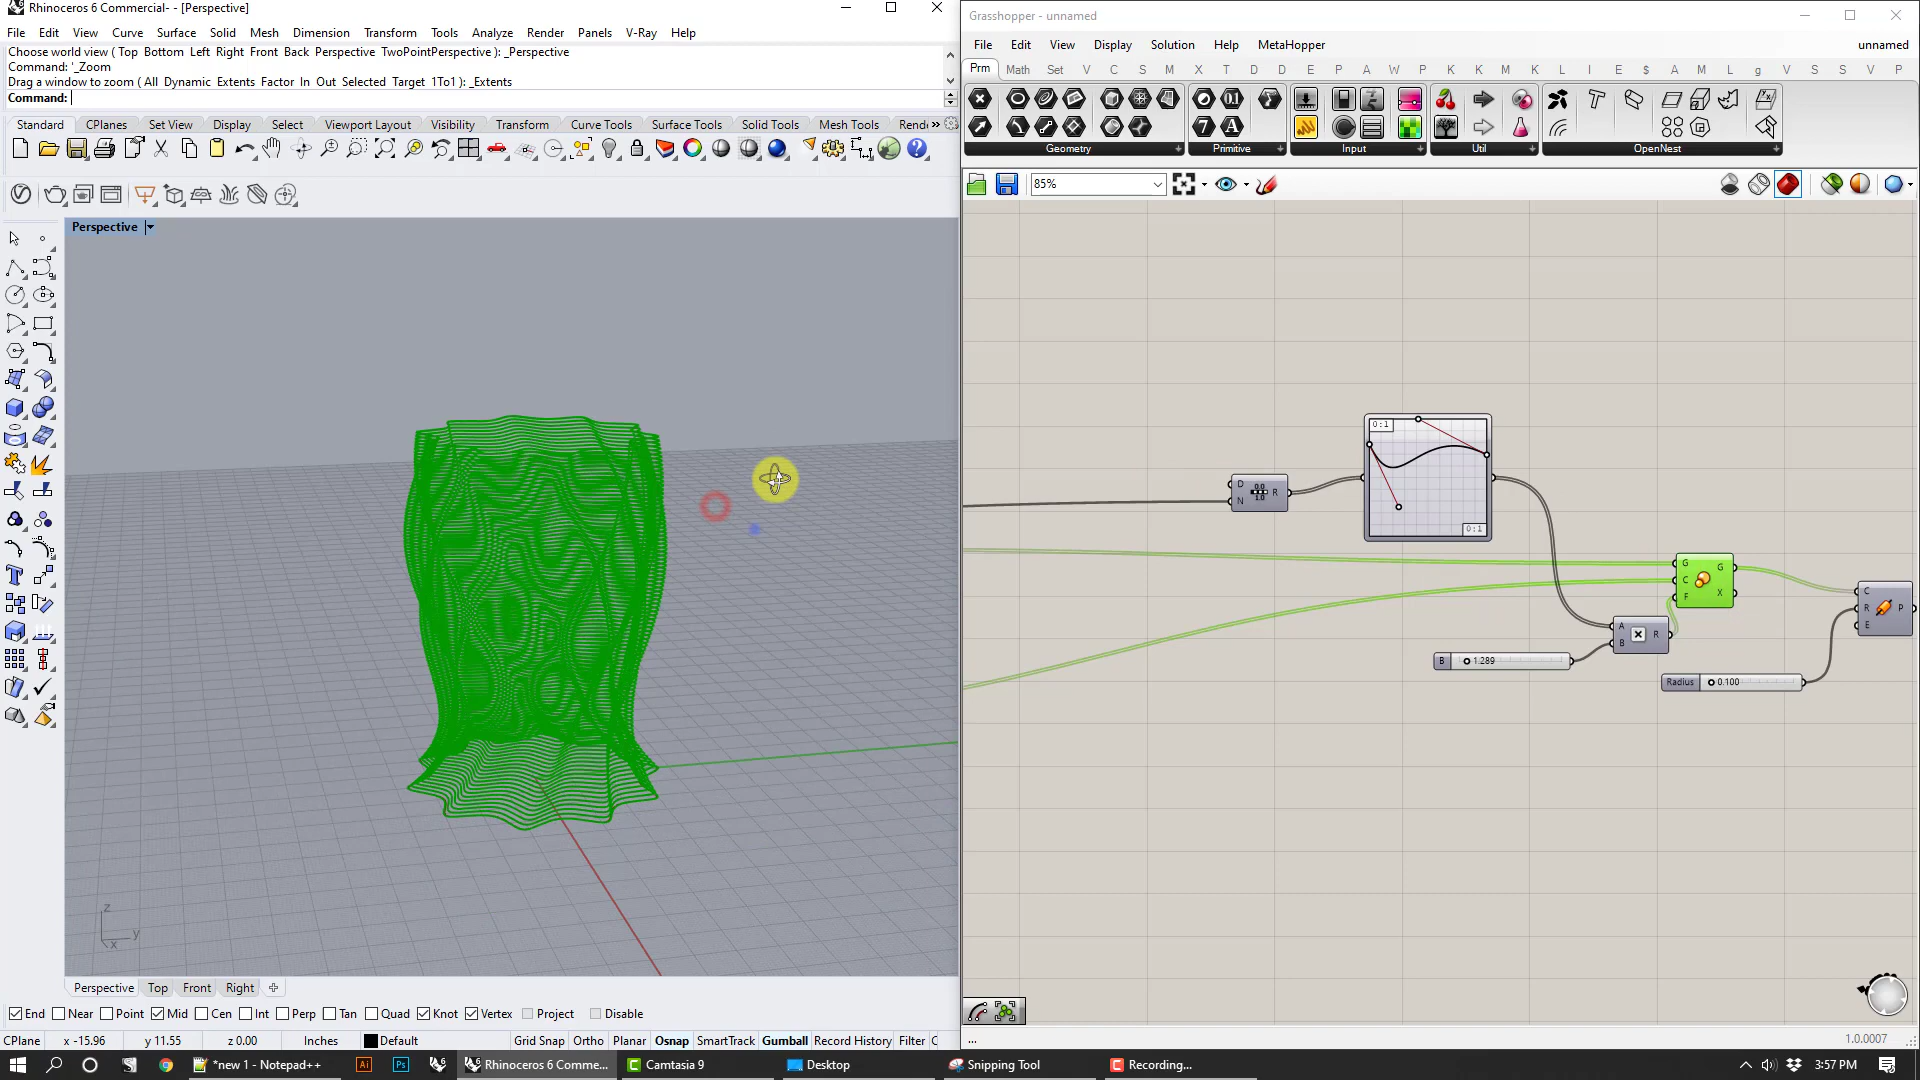 Rhinoceros 6 Commercial- - [Perspective]
File Edit View Curve Surface Solid Mesh Dimension Transform Tools Analyze Render Panels V-Ray Help
Choose world view ( Top Bottom Left Right Front Back Perspective TwoPointPerspective ): _Perspective
Command: '_Zoom
Drag a window to zoom ( All Dynamic Extents Factor In Out Selected Target 1To1 ): _Extents
Command:
Standard CPlanes Set View Display Select Viewport Layout Visibility Transform Curve Tools Surface Tools Solid Tools Mesh Tools Rende »
Perspective
z
y
x
Perspective Top Front Right
End Near Point Mid Cen Int Perp Tan Quad Knot Vertex Project Disable
CPlane x -15.96 y 11.55 z 0.00 Inches Default Grid Snap Ortho Planar Osnap SmartTrack Gumball Record History Filter C
Grasshopper - unnamed
File Edit View Display Solution Help MetaHopper unnamed
Prm Math Set V C S M X T D D E $ A W P K K M K L I E $ A M L g V S S V P
Geometry Primitive Input Util OpenNest
85%
0:1
0:1
D
N
R
G
C
F
G
X
A
B
R
C
R
E
P
B 1.289
Radius 0.100
...
1.0.0007
*new 1 - Notepad++ Ai Ps Rhinoceros 6 Comme... Camtasia 9 Desktop Snipping Tool Recording... 3:57 PM